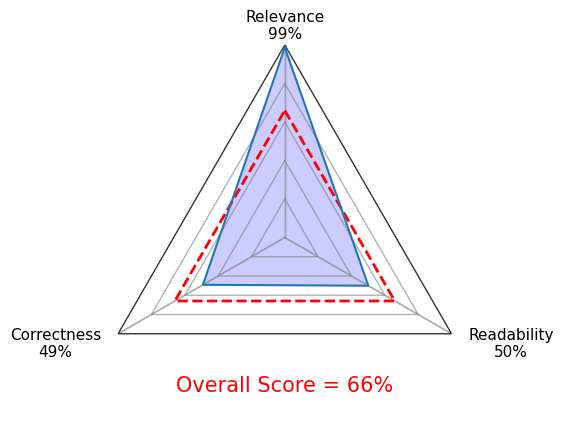 Relevance
99%
Correctness
49%
Readability
50%
Overall Score = 66%